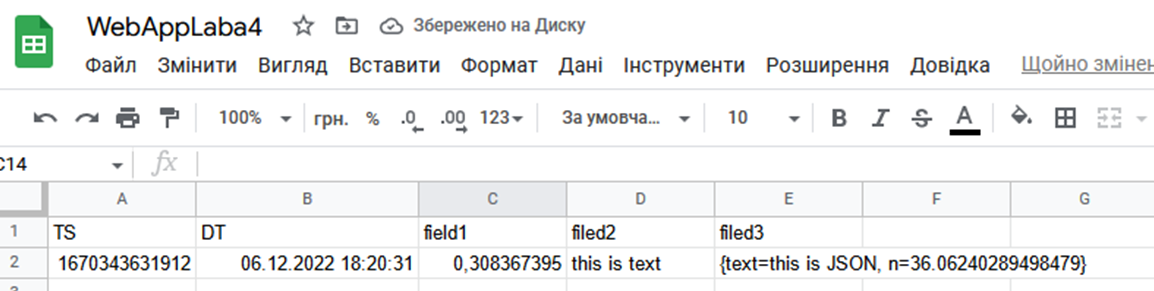 WebAppLaba4 Збережено на Диску
Файл Змінити Вигляд Вставити Формат Дані Інструменти Розширення Довідка Щойно змінен
100% грн. % .0 .00 123 За умовча... 10 B I S A
C14 fx
A B C D E F G
1 TS DT field1 filed2 filed3
2 1670343631912 06.12.2022 18:20:31 0,308367395 this is text {text=this is JSON, n=36.06240289498479}